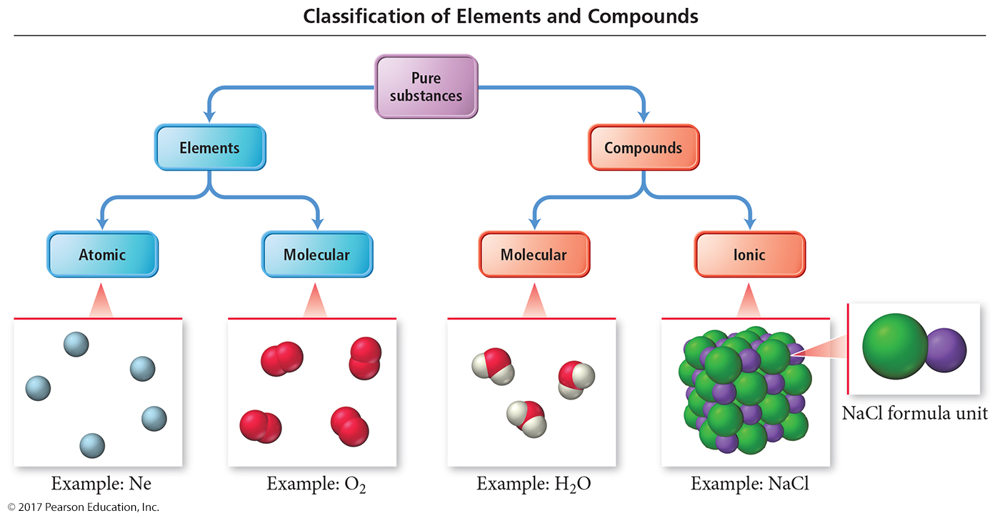 Classification of Elements and Compounds
Pure
substances
Elements
Compounds
Atomic
Molecular
Molecular
Ionic
NaCl formula unit
Example: Ne
Example: O₂
Example: H₂O
Example: NaCl
© 2017 Pearson Education, Inc.